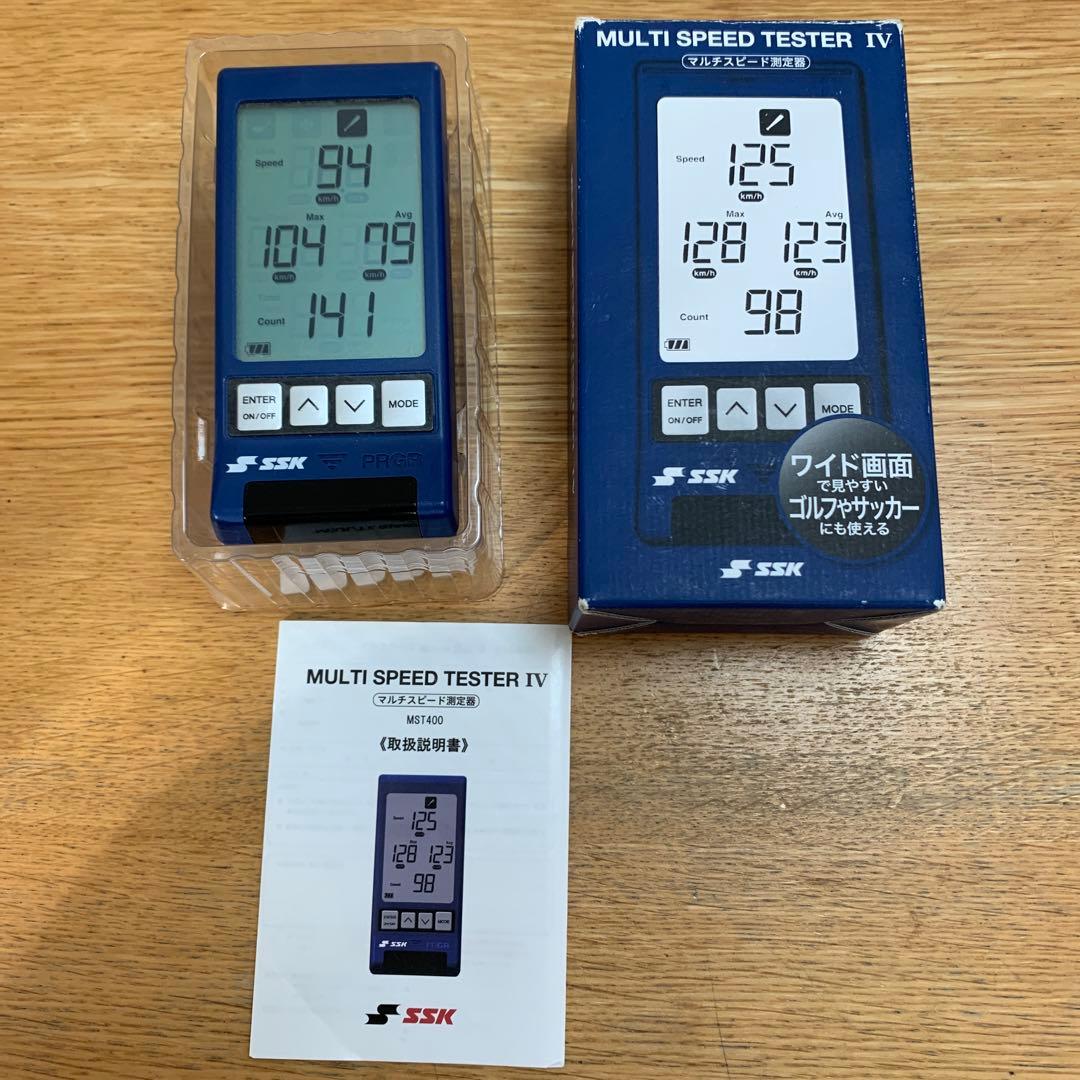 Speed
94
km/h
Max
Avg
104
79
km/h
Count
141
ENTER
ON/OFF
MODE
SSK
PRGR
MULTI SPEED TESTER IV
マルチスピード測定器
Speed
125
km/h
Max
Avg
128
123
km/h
km/h
Count
98
ENTER
ON/OFF
MODE
SSK
ワイド画面
で見やすい
ゴルフやサッカー
にも使える
SSK
MULTI SPEED TESTER IV
マルチスピード測定器
MST400
《取扱説明書》
Speed
125
128
123
98
MODE
SSK
PRGR
SSK